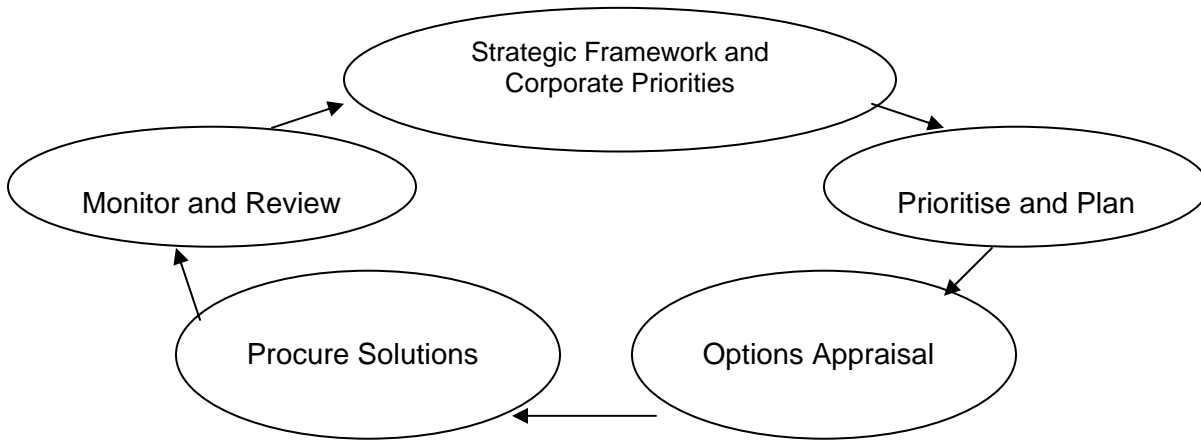 Strategic Framework and
Corporate Priorities
Monitor and Review
Prioritise and Plan
Procure Solutions
Options Appraisal